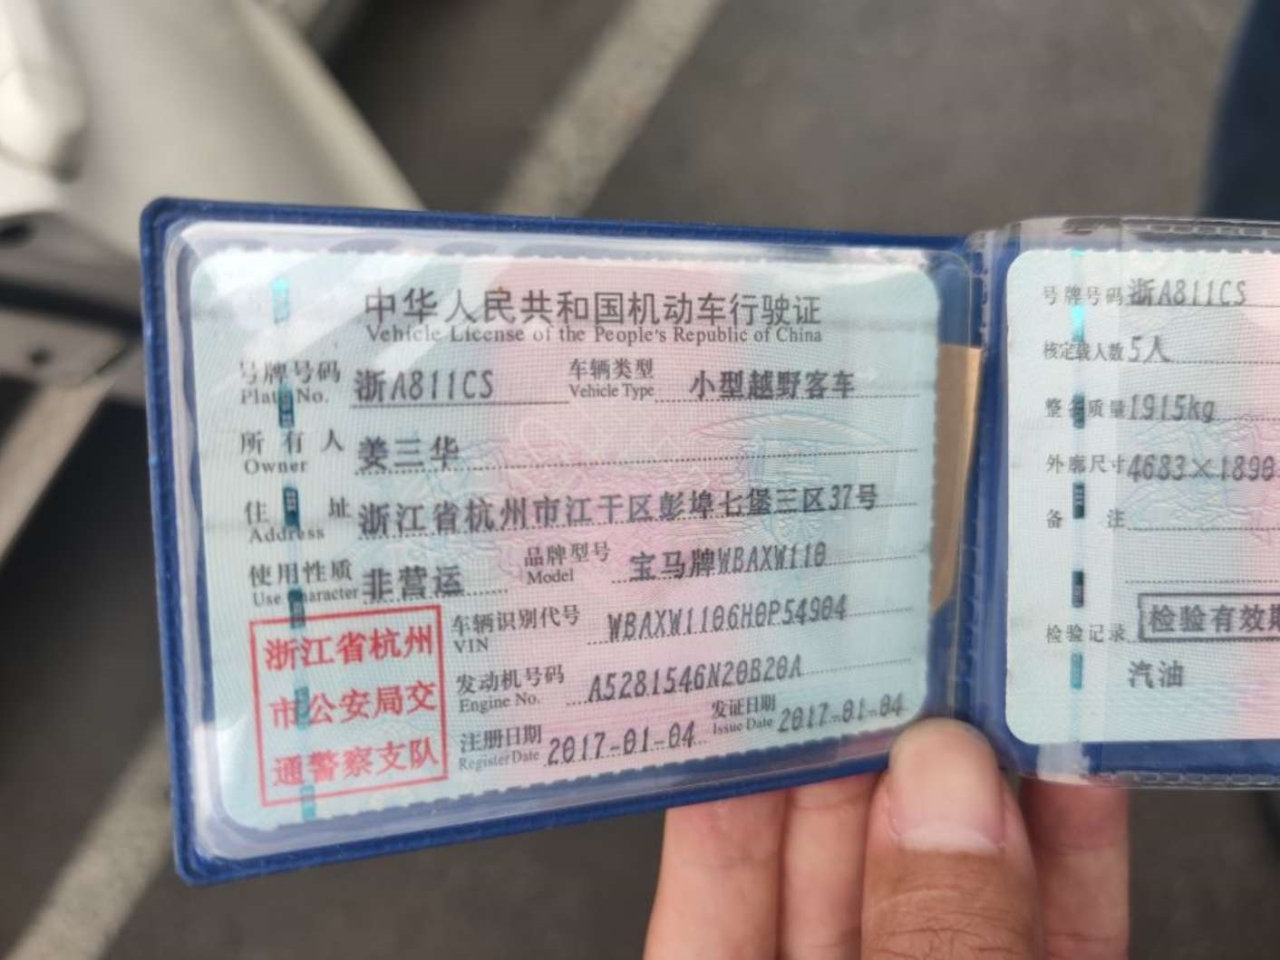 中华人民共和国机动车行驶证
Vehicle License of the People's Republic of China
号牌号码 浙A811CS 车辆类型 小型越野客车
Plate No. Vehicle Type
所有人 姜三华
Owner
住址 浙江省杭州市江干区彭埠七堡三区37号
Address
使用性质 非营运 品牌型号 宝马牌WBAXW110
Use Character Model
浙江省杭州
市公安局交
通警察支队
车辆识别代号 WBAXW1106H0P54904
VIN
发动机号码 A5281546N20B20A
Engine No.
注册日期 2017-01-04 发证日期 2017-01-04
Register Date Issue Date
号牌号码 浙A811CS
核定载人数 5人
整备质量 1915kg
外廓尺寸 4683×1890
备注
检验记录 检验有效期
汽油